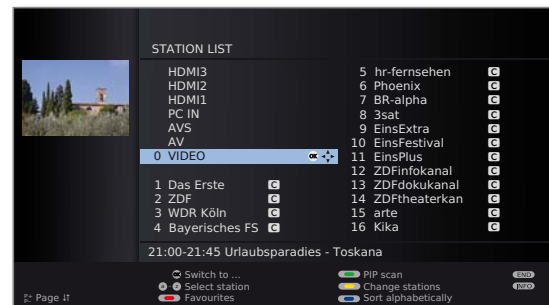 STATION LIST
HDMI3
HDMI2
HDMI1
PC IN
AVS
AV
0 VIDEO OK
1 Das Erste C
2 ZDF C
3 WDR Köln C
4 Bayerisches FS C
5 hr-fernsehen C
6 Phoenix C
7 BR-alpha C
8 3sat C
9 EinsExtra C
10 EinsFestival C
11 EinsPlus C
12 ZDFinfokanal C
13 ZDFdokukanal C
14 ZDFtheaterkan C
15 arte C
16 Kika C
21:00-21:45 Urlaubsparadies - Toskana
OK Switch to ...
0 - 9 Select station
Favourites
PIP scan
Change stations
Sort alphabetically
END
INFO
P+ P- Page